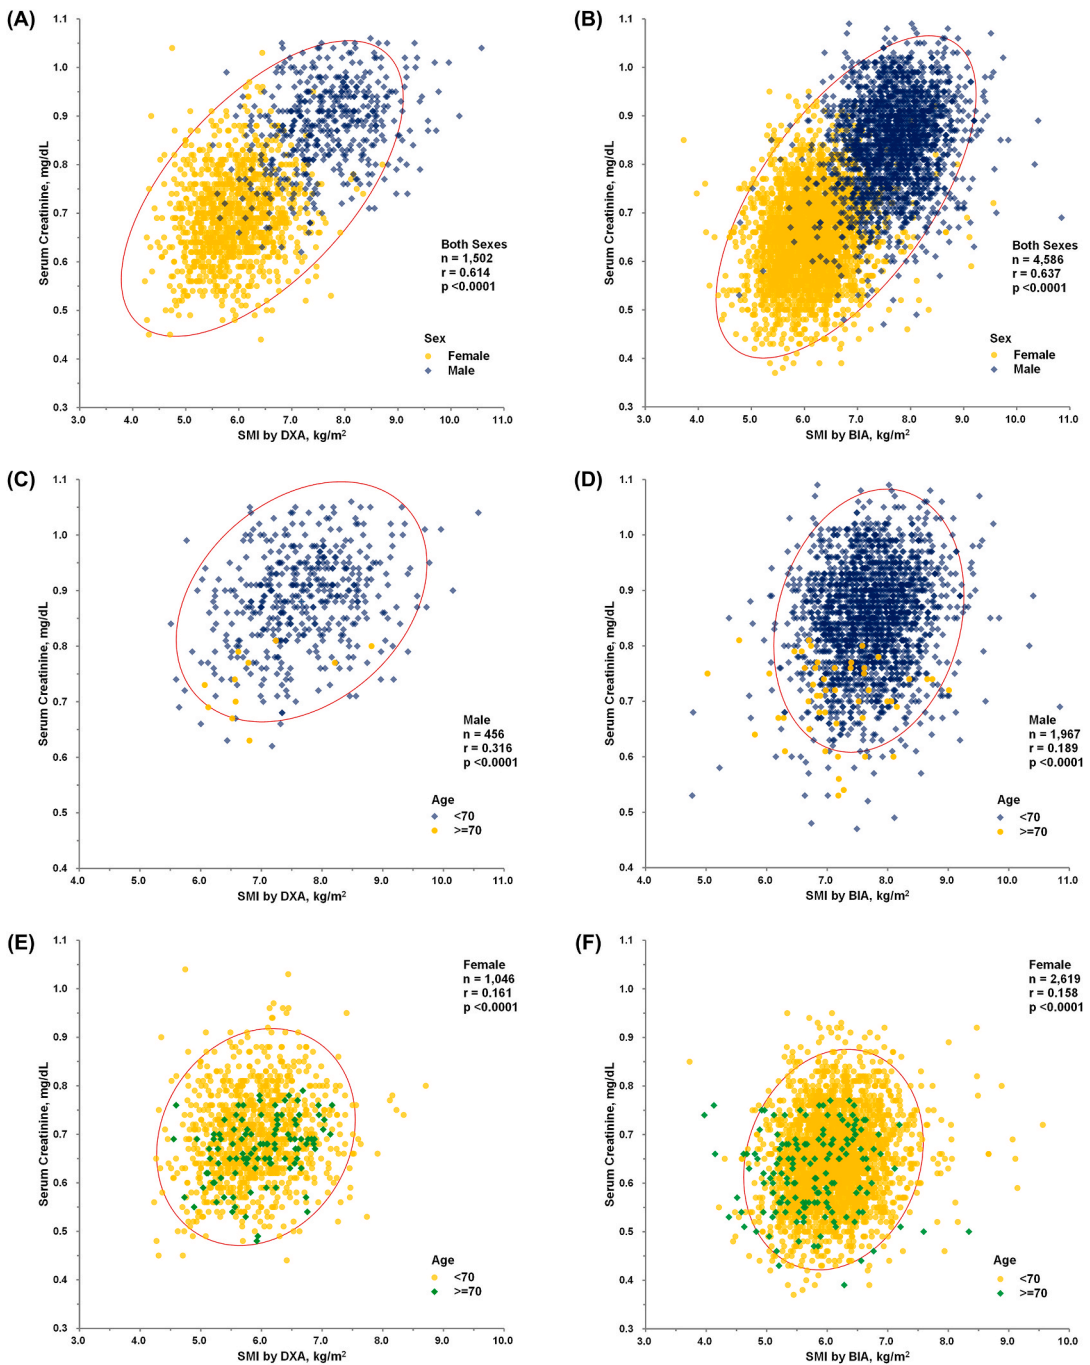 (A)
1.1
1.0
0.9
0.8
0.7
0.6
0.5
0.4
0.3
Serum Creatinine, mg/dL
Both Sexes
n = 1,502
r = 0.614
p <0.0001
Sex
Female
Male
3.0 4.0 5.0 6.0 7.0 8.0 9.0 10.0 11.0
SMI by DXA, kg/m²
(B)
1.1
1.0
0.9
0.8
0.7
0.6
0.5
0.4
0.3
Serum Creatinine, mg/dL
Both Sexes
n = 4,586
r = 0.637
p <0.0001
Sex
Female
Male
3.0 4.0 5.0 6.0 7.0 8.0 9.0 10.0 11.0
SMI by BIA, kg/m²
(C)
1.1
1.0
0.9
0.8
0.7
0.6
0.5
0.4
Serum Creatinine, mg/dL
Male
n = 456
r = 0.316
p <0.0001
Age
<70
>=70
4.0 5.0 6.0 7.0 8.0 9.0 10.0 11.0
SMI by DXA, kg/m²
(D)
1.1
1.0
0.9
0.8
0.7
0.6
0.5
0.4
Serum Creatinine, mg/dL
Male
n = 1,967
r = 0.189
p <0.0001
Age
<70
>=70
4.0 5.0 6.0 7.0 8.0 9.0 10.0 11.0
SMI by BIA, kg/m²
(E)
1.1
1.0
0.9
0.8
0.7
0.6
0.5
0.4
0.3
Serum Creatinine, mg/dL
Female
n = 1,046
r = 0.161
p <0.0001
Age
<70
>=70
3.0 4.0 5.0 6.0 7.0 8.0 9.0 10.0
SMI by DXA, kg/m²
(F)
1.1
1.0
0.9
0.8
0.7
0.6
0.5
0.4
0.3
Serum Creatinine, mg/dL
Female
n = 2,619
r = 0.158
p <0.0001
Age
<70
>=70
3.0 4.0 5.0 6.0 7.0 8.0 9.0 10.0
SMI by BIA, kg/m²